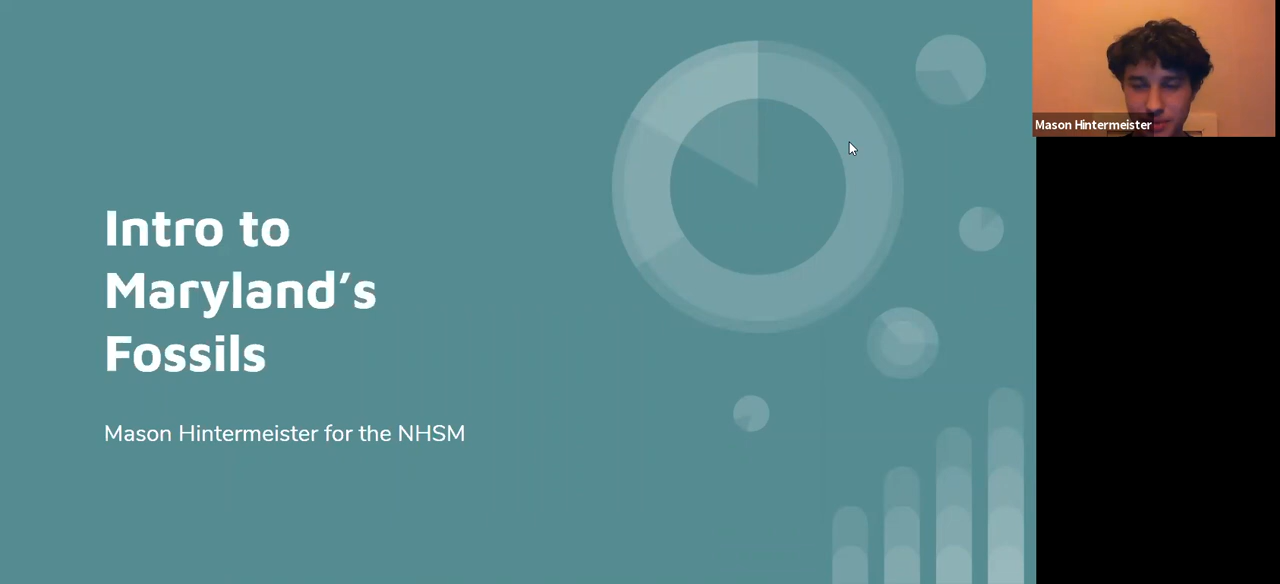 Intro to
Maryland’s
Fossils
Mason Hintermeister for the NHSM
Mason Hintermeister